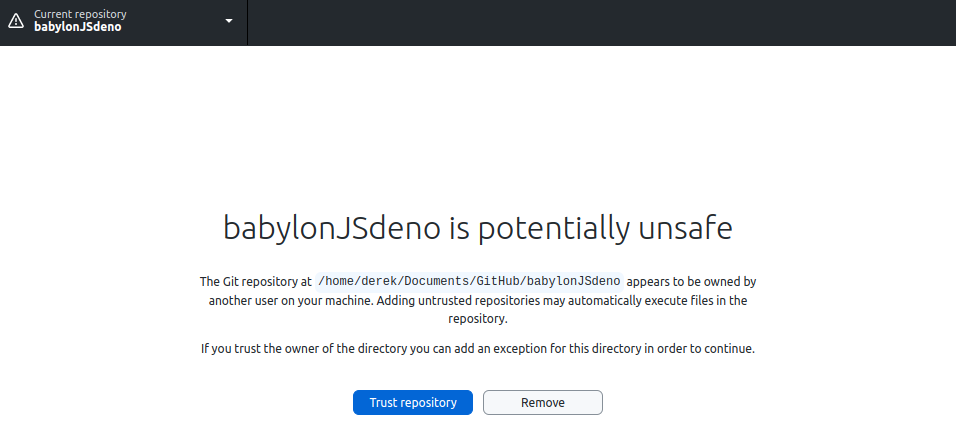 Current repository
babylonJSdeno
babylonJSdeno is potentially unsafe
The Git repository at /home/derek/Documents/GitHub/babylonJSdeno appears to be owned by
another user on your machine. Adding untrusted repositories may automatically execute files in the
repository.
If you trust the owner of the directory you can add an exception for this directory in order to continue.
Trust repository
Remove